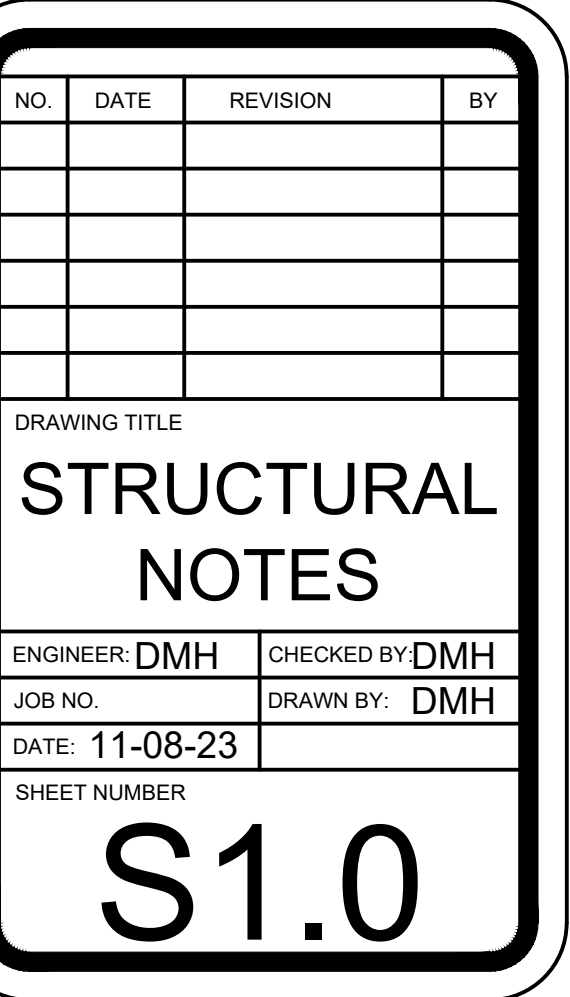 NO. DATE REVISION BY
DRAWING TITLE
STRUCTURAL
NOTES
ENGINEER: DMH CHECKED BY: DMH
JOB NO. DRAWN BY: DMH
DATE: 11-08-23
SHEET NUMBER
S1.0